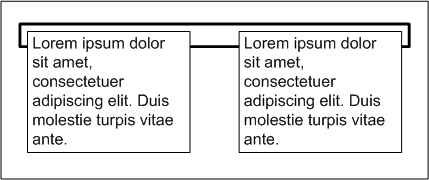 Lorem ipsum dolor
sit amet,
consectetuer
adipiscing elit. Duis
molestie turpis vitae
ante.
Lorem ipsum dolor
sit amet,
consectetuer
adipiscing elit. Duis
molestie turpis vitae
ante.